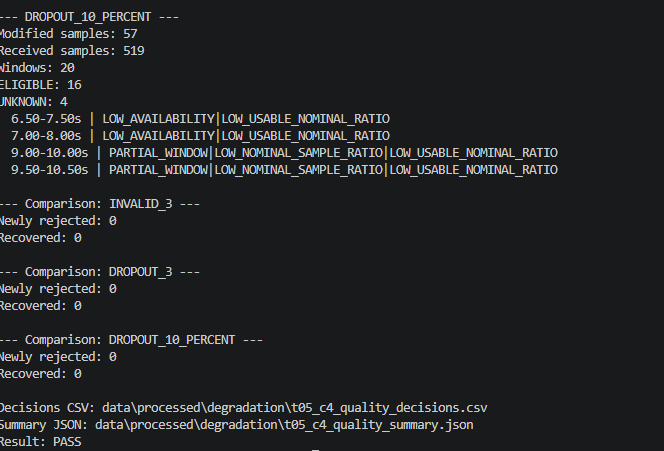 --- DROPOUT_10_PERCENT ---
Modified samples: 57
Received samples: 519
Windows: 20
ELIGIBLE: 16
UNKNOWN: 4
  6.50-7.50s | LOW_AVAILABILITY|LOW_USABLE_NOMINAL_RATIO
  7.00-8.00s | LOW_AVAILABILITY|LOW_USABLE_NOMINAL_RATIO
  9.00-10.00s | PARTIAL_WINDOW|LOW_NOMINAL_SAMPLE_RATIO|LOW_USABLE_NOMINAL_RATIO
  9.50-10.50s | PARTIAL_WINDOW|LOW_NOMINAL_SAMPLE_RATIO|LOW_USABLE_NOMINAL_RATIO

--- Comparison: INVALID_3 ---
Newly rejected: 0
Recovered: 0

--- Comparison: DROPOUT_3 ---
Newly rejected: 0
Recovered: 0

--- Comparison: DROPOUT_10_PERCENT ---
Newly rejected: 0
Recovered: 0

Decisions CSV: data\processed\degradation\t05_c4_quality_decisions.csv
Summary JSON: data\processed\degradation\t05_c4_quality_summary.json
Result: PASS